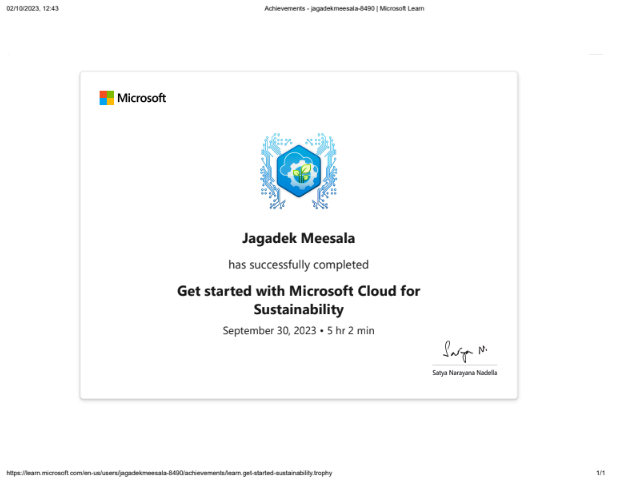 02/10/2023, 12:43
Achievements - jagadekmeesala-8490 | Microsoft Learn
Microsoft
Jagadek Meesala
has successfully completed
Get started with Microsoft Cloud for
Sustainability
September 30, 2023 • 5 hr 2 min
Satya N.
Satya Narayana Nadella
https://learn.microsoft.com/en-us/users/jagadekmeesala-8490/achievements/learn.get-started-sustainability.trophy
1/1